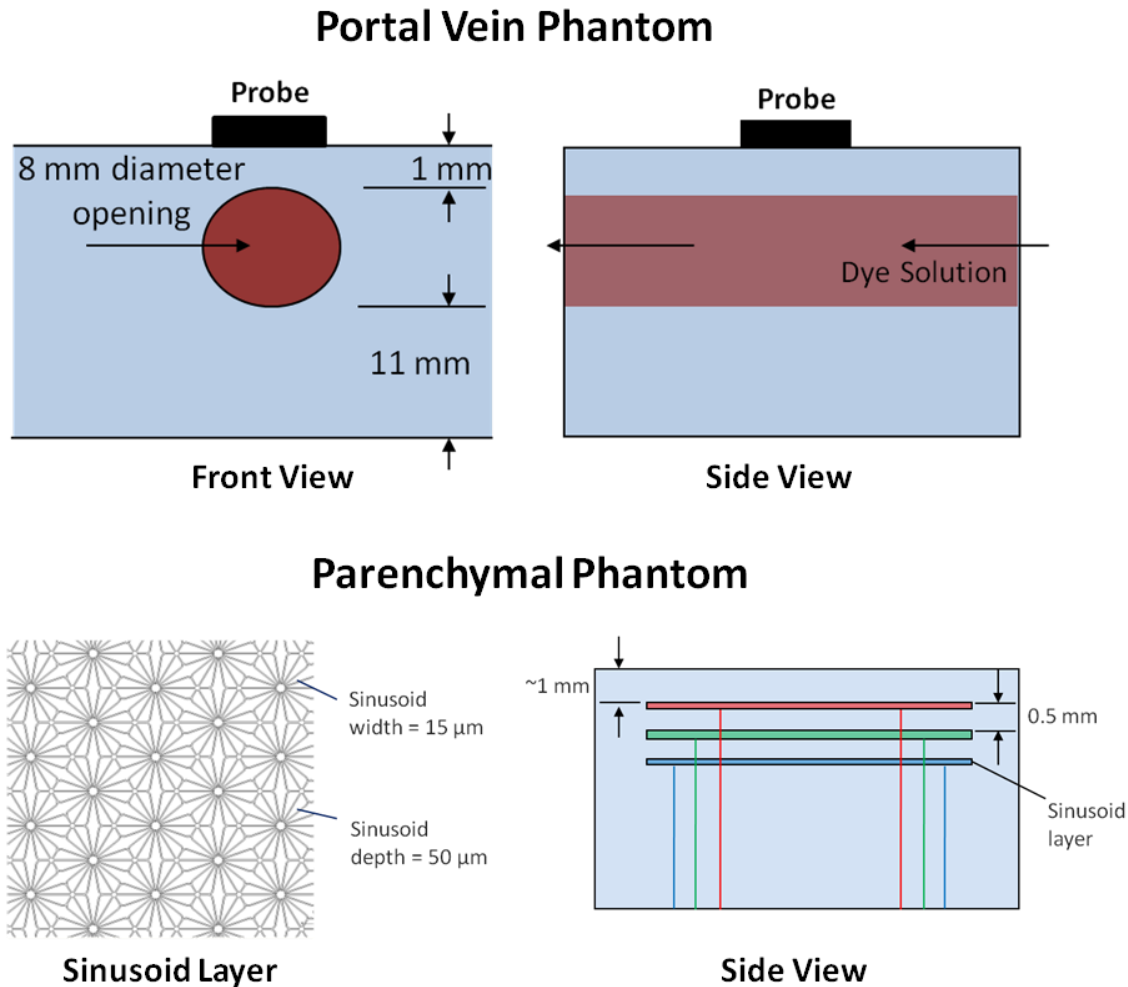 Portal Vein Phantom
Probe
8 mm diameter
opening
1 mm
11 mm
Front View
Probe
Dye Solution
Side View
Parenchymal Phantom
Sinusoid
width = 15 µm
Sinusoid
depth = 50 µm
Sinusoid Layer
~1 mm
0.5 mm
Sinusoid
layer
Side View